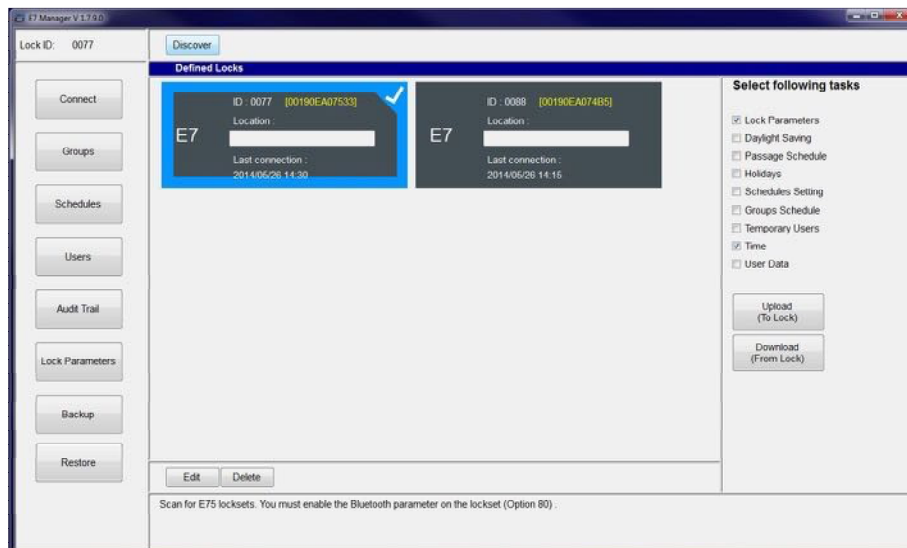 E7 Manager V 1.7.9.0
Lock ID: 0077
Discover
Defined Locks
Connect
Groups
Schedules
Users
Audit Trail
Lock Parameters
Backup
Restore
E7
ID : 0077 [00190EA07533]
Location :
Last connection :
2014/06/26 14:30
E7
ID : 0088 [00190EA074B5]
Location :
Last connection :
2014/06/26 14:15
Select following tasks
Lock Parameters
Daylight Saving
Passage Schedule
Holidays
Schedules Setting
Groups Schedule
Temporary Users
Time
User Data
Upload
(To Lock)
Download
(From Lock)
Edit
Delete
Scan for E75 locksets. You must enable the Bluetooth parameter on the lockset (Option 80) .